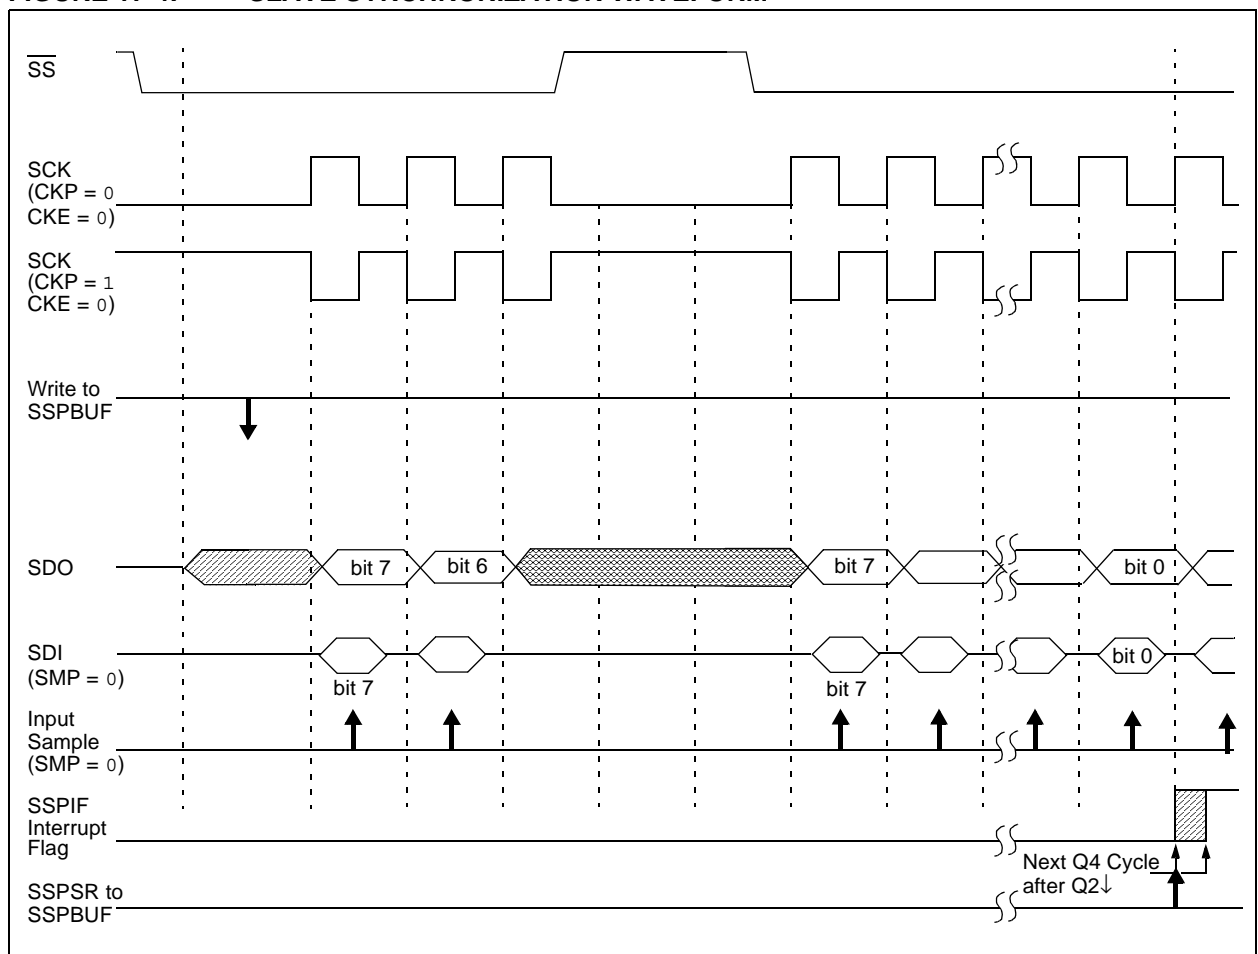 SS
SCK
(CKP = 0
CKE = 0)
SCK
(CKP = 1
CKE = 0)
Write to
SSPBUF
SDO
bit 7
bit 6
bit 7
bit 0
SDI
(SMP = 0)
bit 7
bit 7
bit 0
Input
Sample
(SMP = 0)
SSPIF
Interrupt
Flag
Next Q4 Cycle
after Q2↓
SSPSR to
SSPBUF